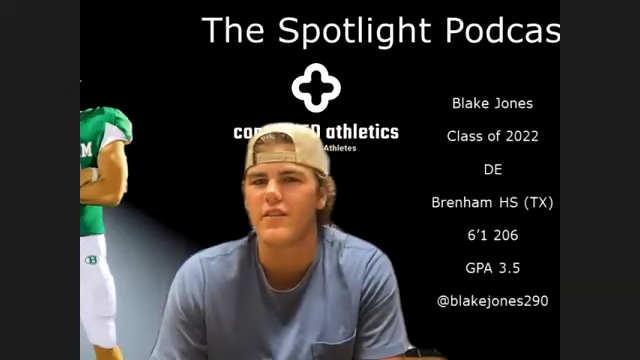 The Spotlight Podcas
athletics
Athletes
Blake Jones
Class of 2022
DE
Brenham HS (TX)
6'1 206
GPA 3.5
@blakejones290
M
B